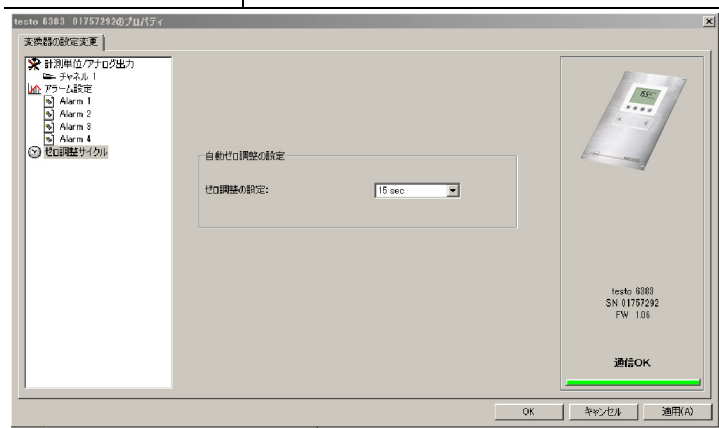 testo 6383 01757292のプロパティ
変換器の設定変更
計測単位/アナログ出力
チャネル 1
アラーム設定
Alarm 1
Alarm 2
Alarm 3
Alarm 4
ゼロ調整サイクル
自動ゼロ調整の設定
ゼロ調整の設定:
15 sec
testo 6383
SN 01757292
FW 1.06
通信OK
OK
キャンセル
適用(A)